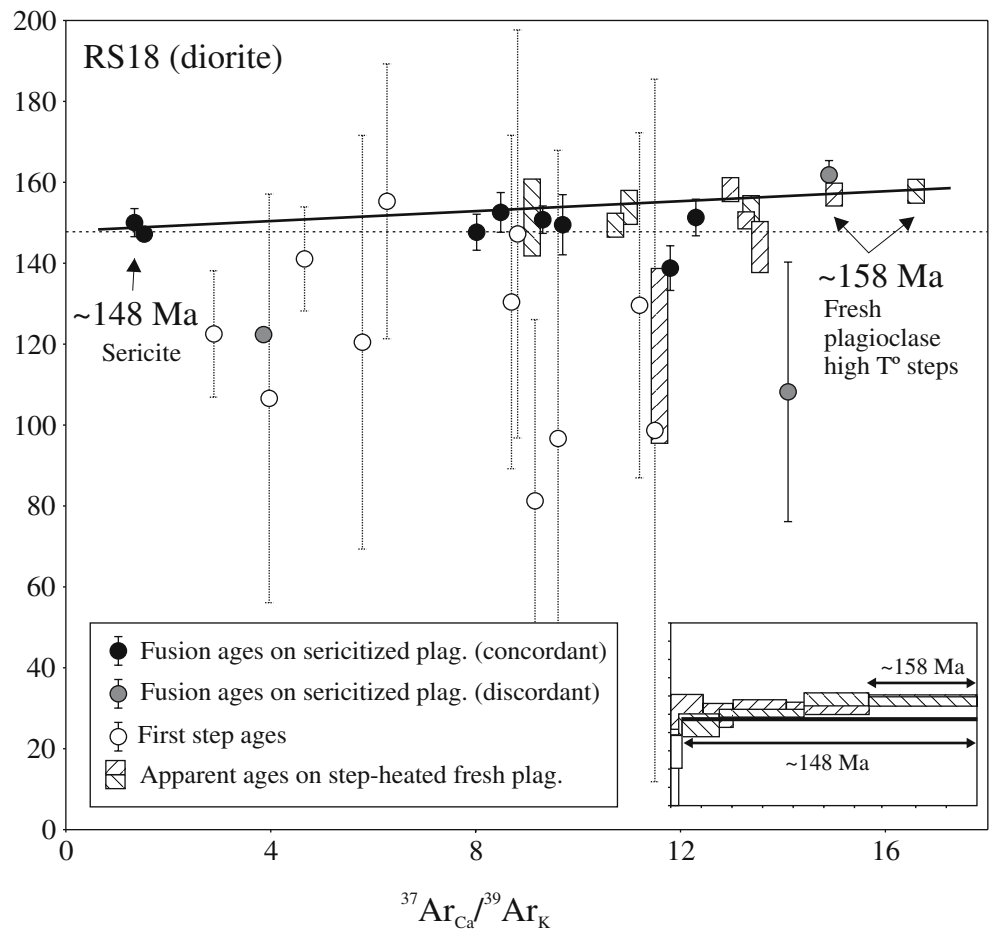 RS18 (diorite)
200
180
160
140
120
100
80
60
40
20
0
~148 Ma
Sericite
~158 Ma
Fresh
plagioclase
high Tº steps
Fusion ages on sericitized plag. (concordant)
Fusion ages on sericitized plag. (discordant)
First step ages
Apparent ages on step-heated fresh plag.
~158 Ma
~148 Ma
0 4 8 12 16
³⁷Ar_Ca/³⁹Ar_K